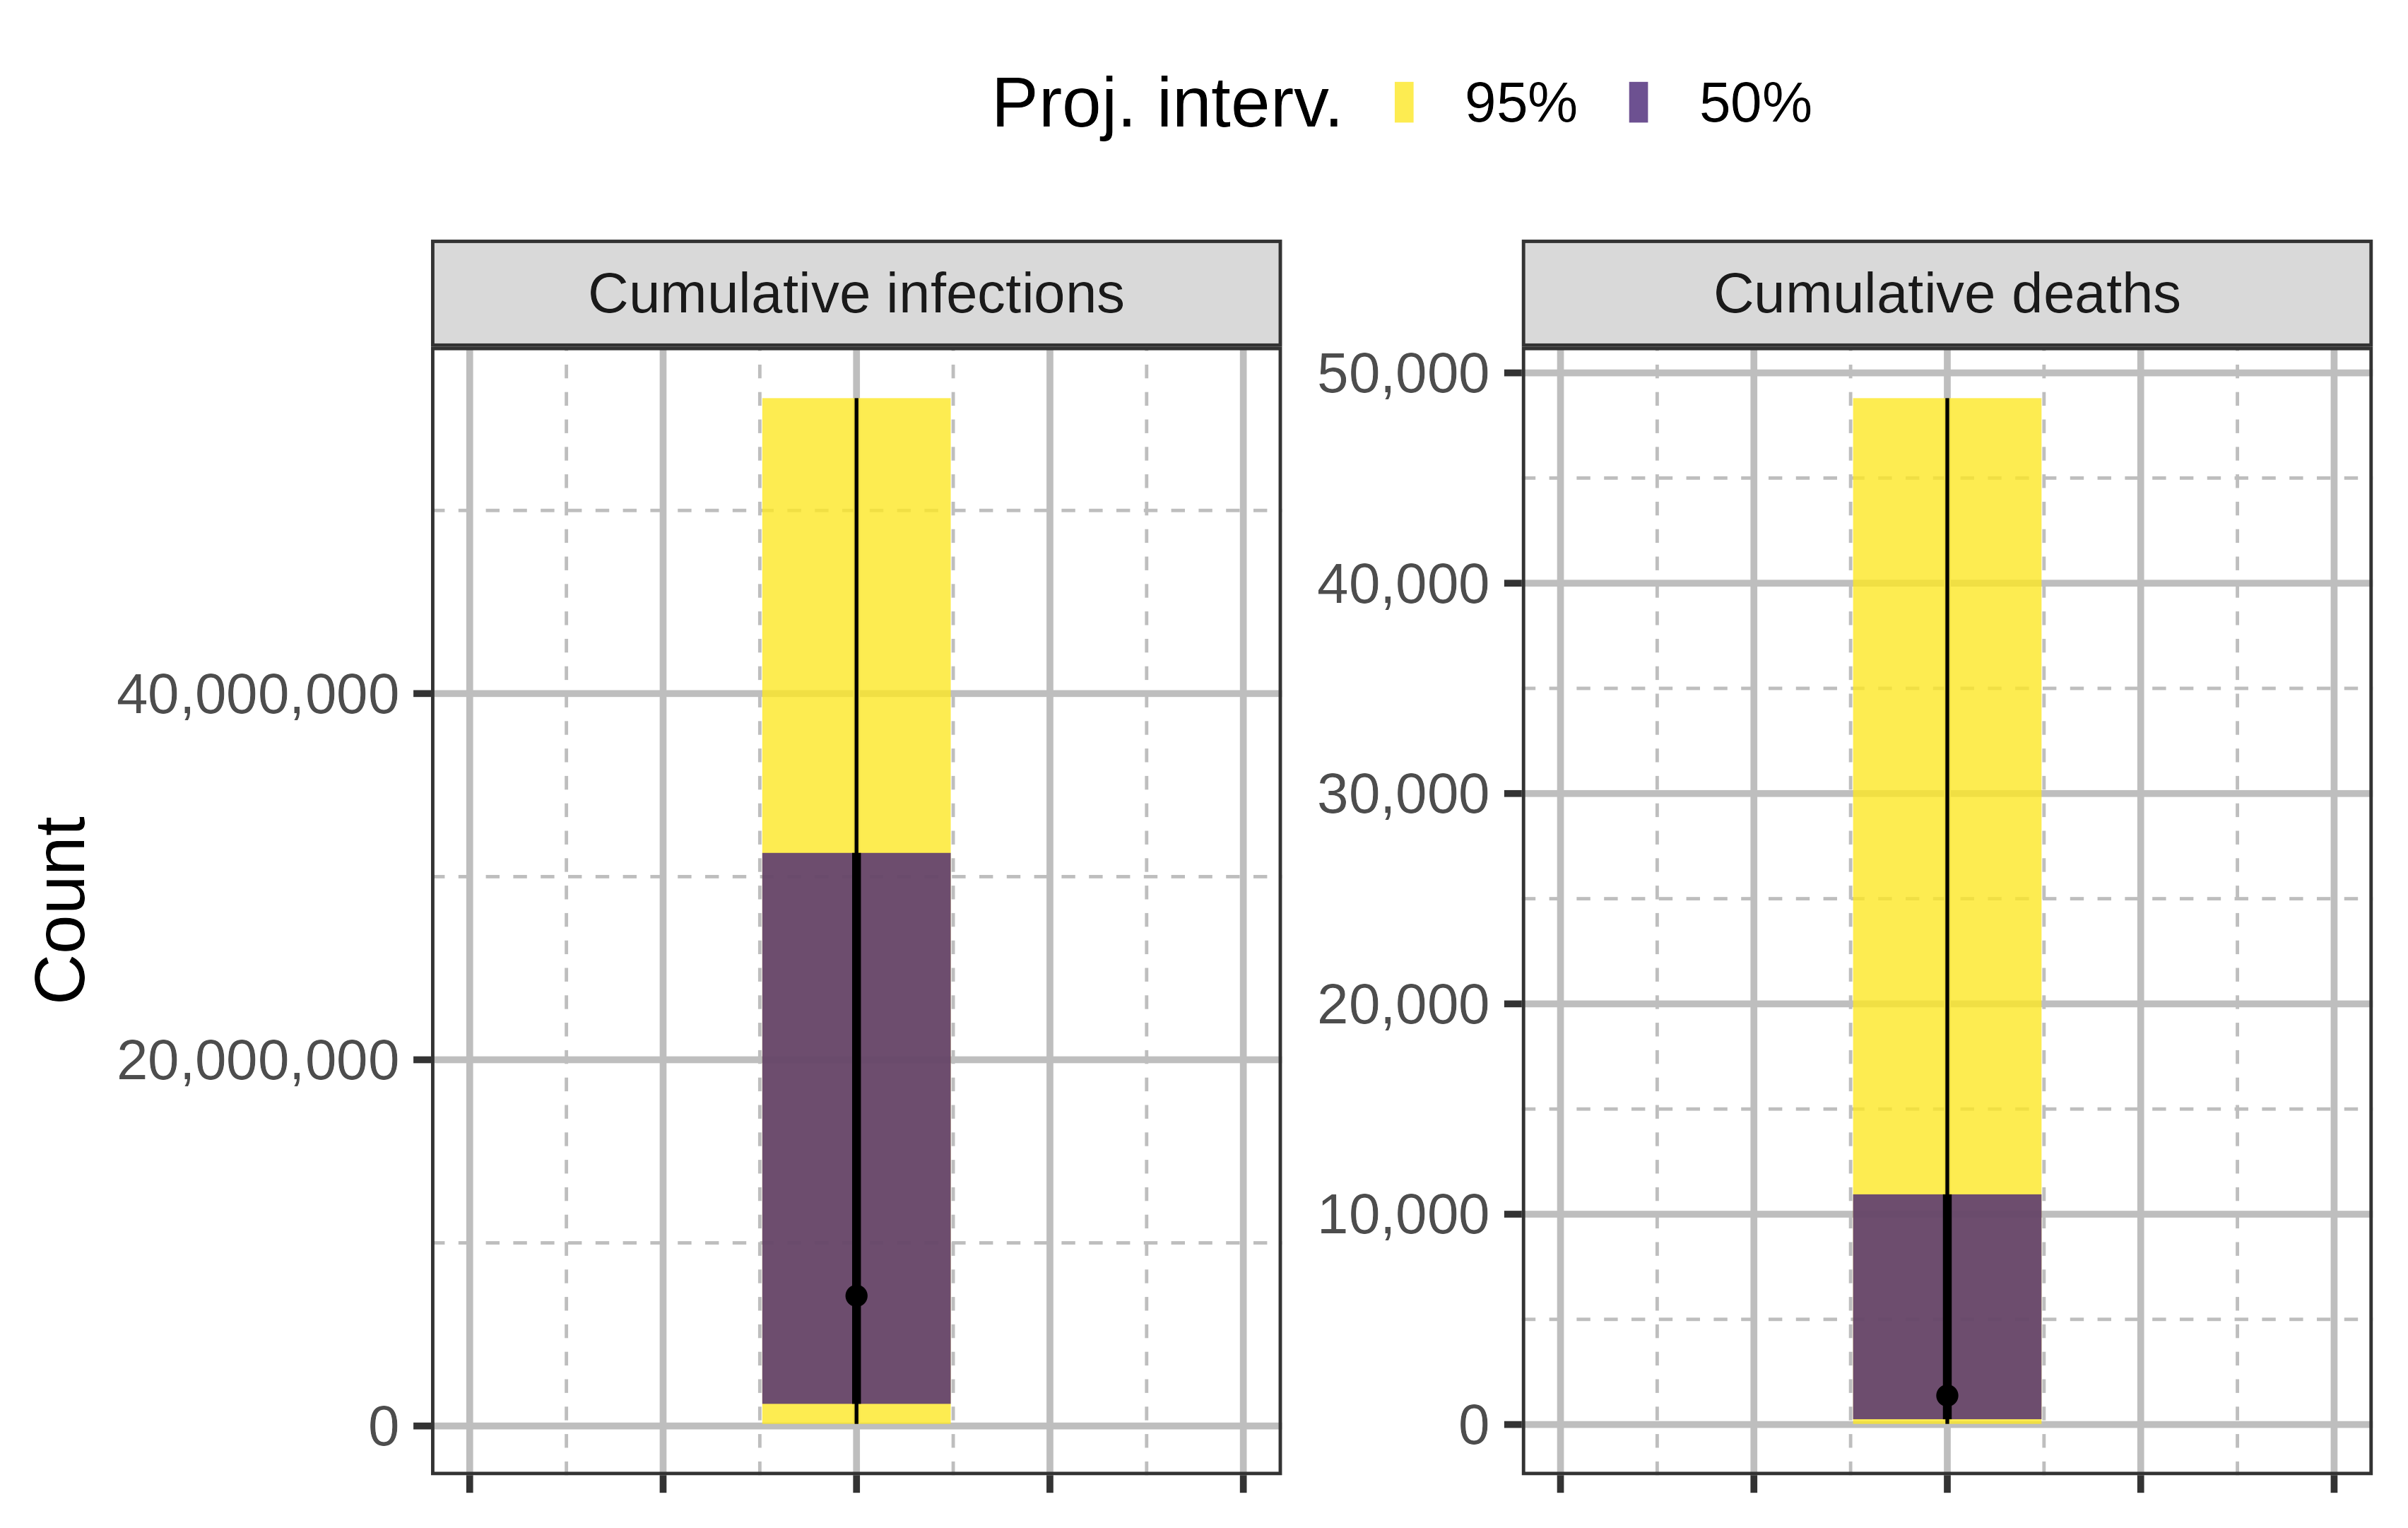 Proj. interv. 95% 50%
Cumulative infections
Cumulative deaths
Count
40,000,000
20,000,000
0
50,000
40,000
30,000
20,000
10,000
0